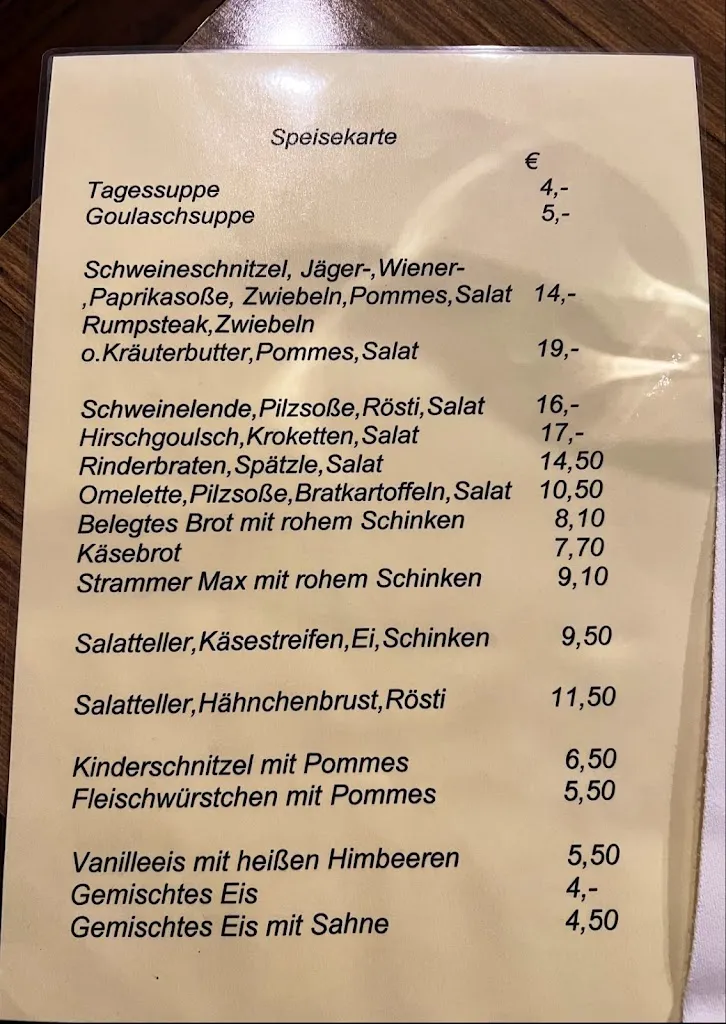 Speisekarte
€
Tagessuppe 4,-
Goulaschsuppe 5,-
Schweineschnitzel, Jäger-,Wiener-
,Paprikasoße, Zwiebeln,Pommes,Salat 14,-
Rumpsteak,Zwiebeln
o.Kräuterbutter,Pommes,Salat 19,-
Schweinelende,Pilzsoße,Rösti,Salat 16,-
Hirschgoulsch,Kroketten,Salat 17,-
Rinderbraten,Spätzle,Salat 14,50
Omelette,Pilzsoße,Bratkartoffeln,Salat 10,50
Belegtes Brot mit rohem Schinken 8,10
Käsebrot 7,70
Strammer Max mit rohem Schinken 9,10
Salatteller,Käsestreifen,Ei,Schinken 9,50
Salatteller,Hähnchenbrust,Rösti 11,50
Kinderschnitzel mit Pommes 6,50
Fleischwürstchen mit Pommes 5,50
Vanilleeis mit heißen Himbeeren 5,50
Gemischtes Eis 4,-
Gemischtes Eis mit Sahne 4,50